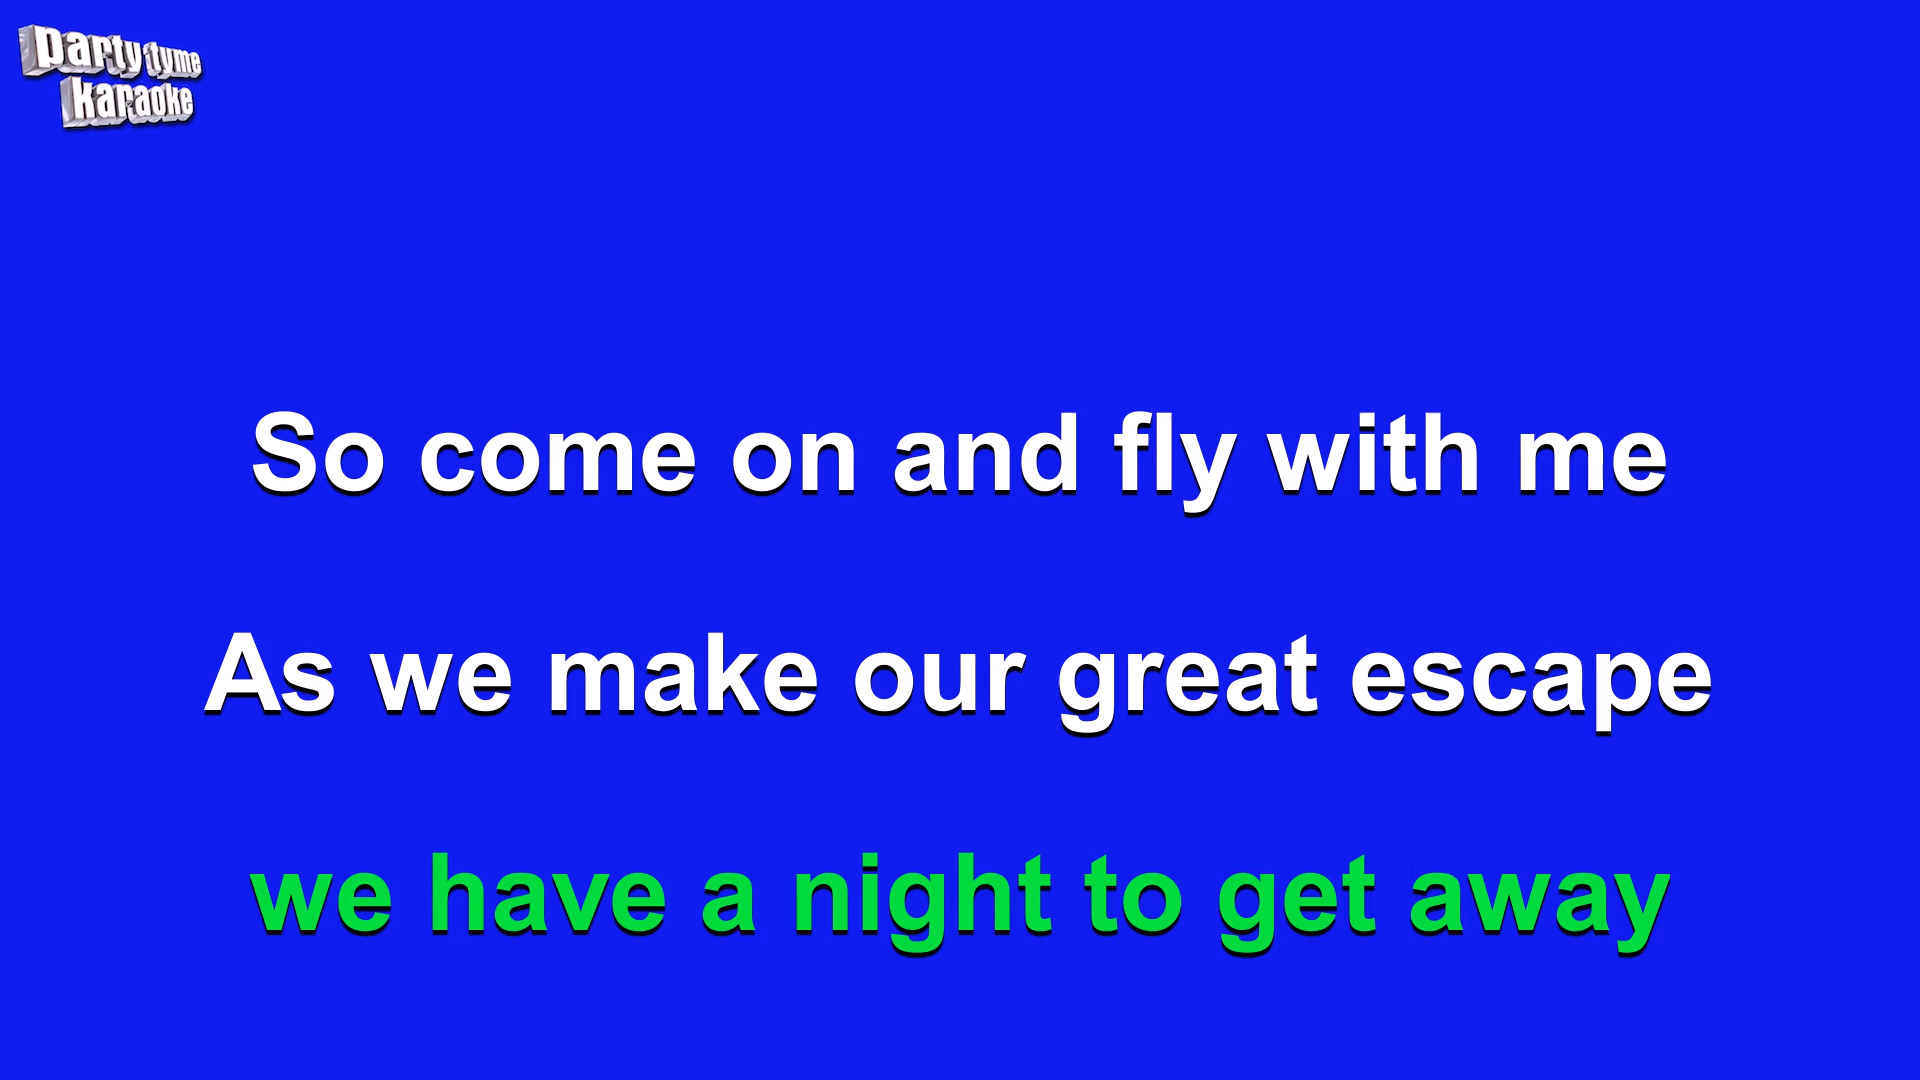 party tyme
karaoke
So come on and fly with me
As we make our great escape
we have a night to get away